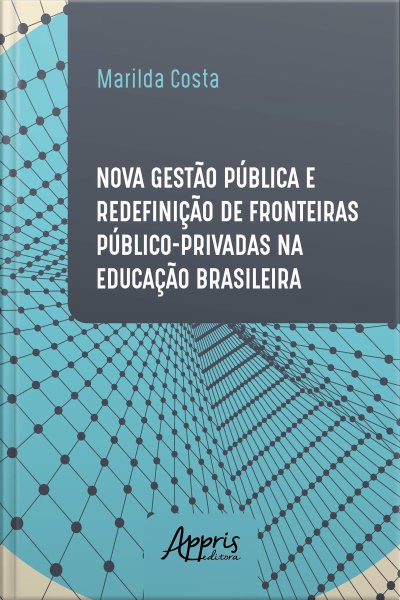 Marilda Costa
NOVA GESTÃO PÚBLICA E
REDEFINIÇÃO DE FRONTEIRAS
PÚBLICO-PRIVADAS NA
EDUCAÇÃO BRASILEIRA
Appris
editora